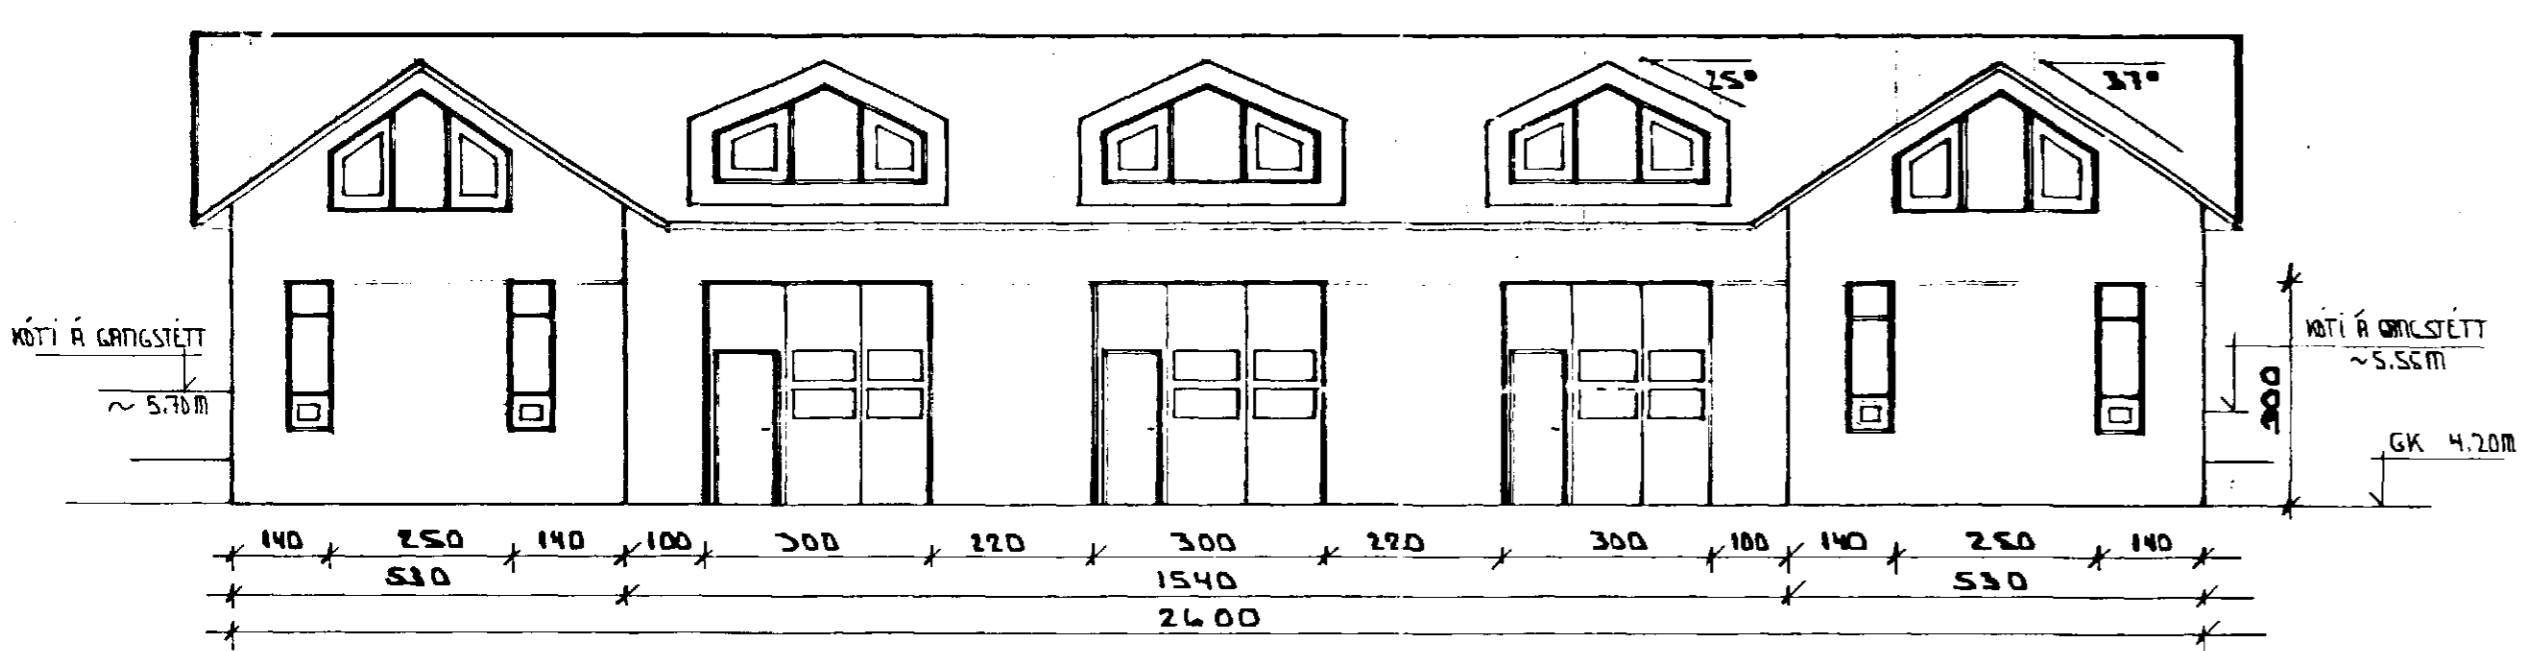 25°
37°
KÓTI Á GANGSTÉTT
~ 5.70M
KÓTI Á GANGSTÉTT
~5.56M
300
GK 4.20M
140 250 140 100 300 220 300 220 300 100 140 250 140
530 1540 530
2600